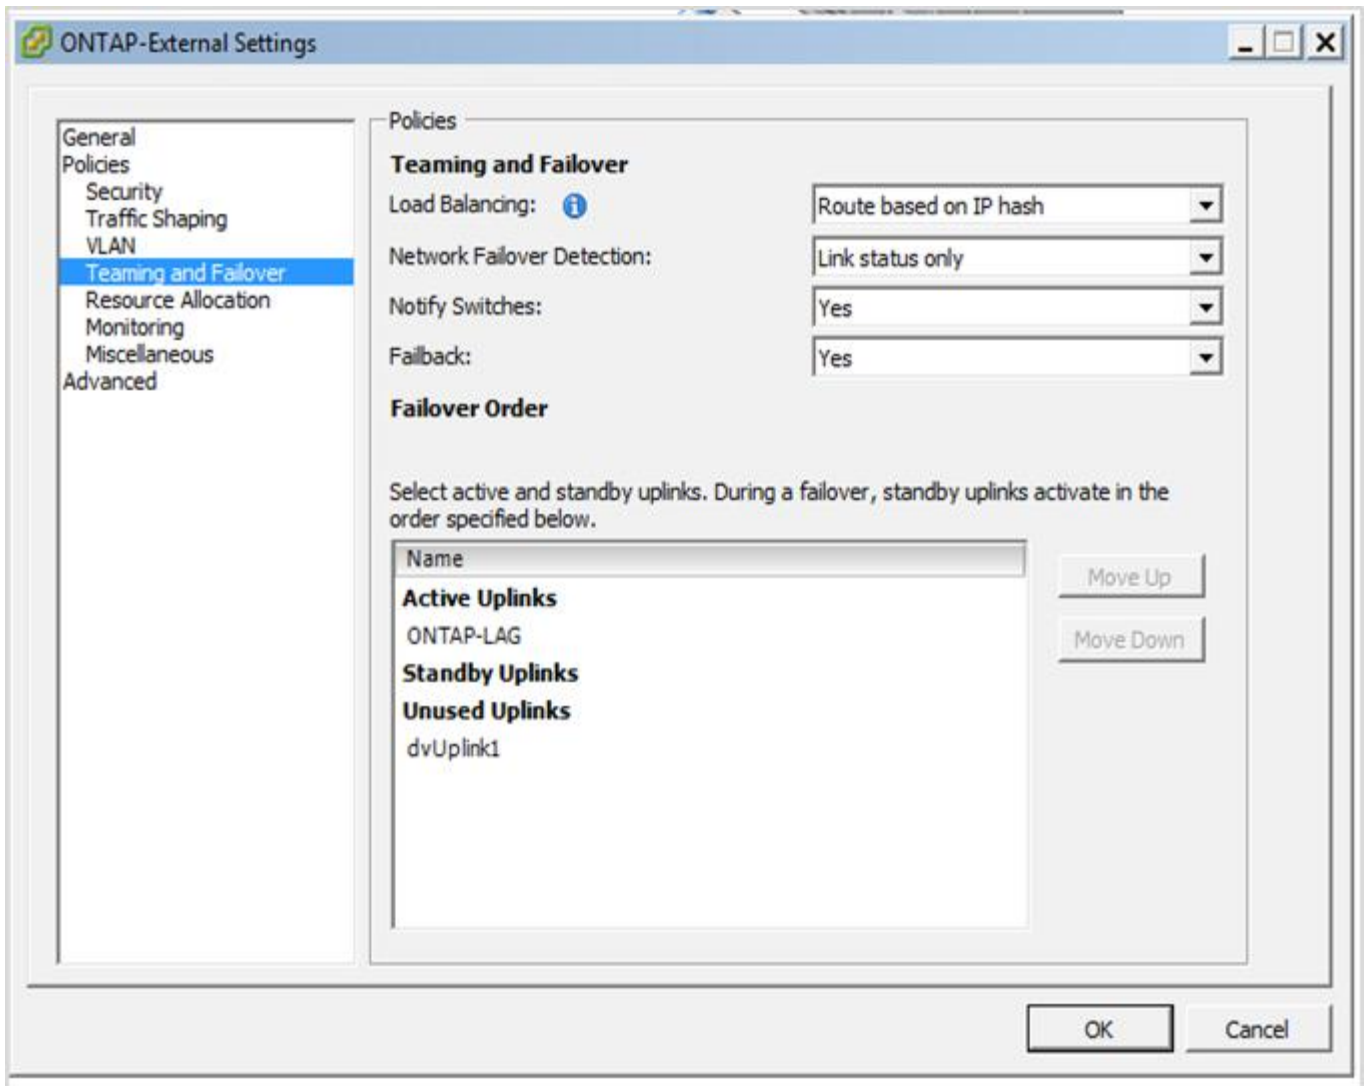 ONTAP-External Settings
General
Policies
Security
Traffic Shaping
VLAN
Teaming and Failover
Resource Allocation
Monitoring
Miscellaneous
Advanced
Policies
Teaming and Failover
Load Balancing:
Route based on IP hash
Network Failover Detection:
Link status only
Notify Switches:
Yes
Failback:
Yes
Failover Order
Select active and standby uplinks. During a failover, standby uplinks activate in the
order specified below.
Name
Active Uplinks
ONTAP-LAG
Standby Uplinks
Unused Uplinks
dvUplink1
Move Up
Move Down
OK
Cancel